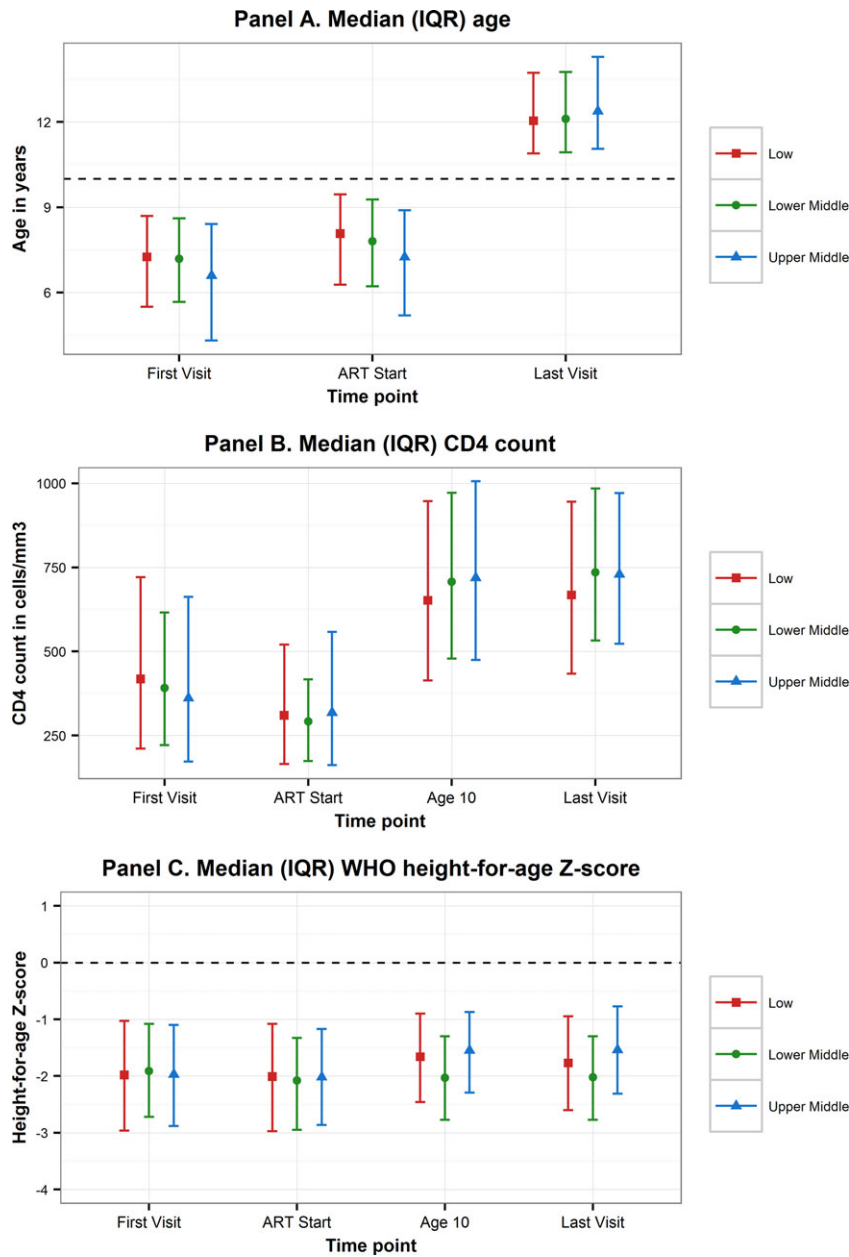 Panel A. Median (IQR) age
Age in years
12
9
6
First Visit
ART Start
Last Visit
Time point
Low
Lower Middle
Upper Middle
Panel B. Median (IQR) CD4 count
CD4 count in cells/mm3
1000
750
500
250
First Visit
ART Start
Age 10
Last Visit
Time point
Low
Lower Middle
Upper Middle
Panel C. Median (IQR) WHO height-for-age Z-score
Height-for-age Z-score
1
0
-1
-2
-3
-4
First Visit
ART Start
Age 10
Last Visit
Time point
Low
Lower Middle
Upper Middle